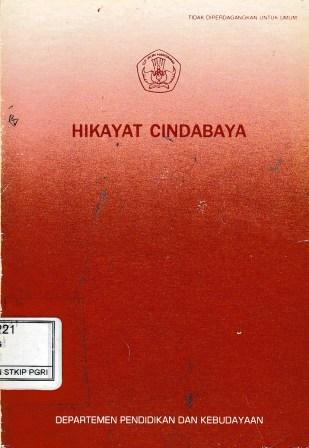 TIDAK DIPERDAGANGKAN UNTUK UMUM
HIKAYAT CINDABAYA
221
STKIP PGRI
DEPARTEMEN PENDIDIKAN DAN KEBUDAYAAN